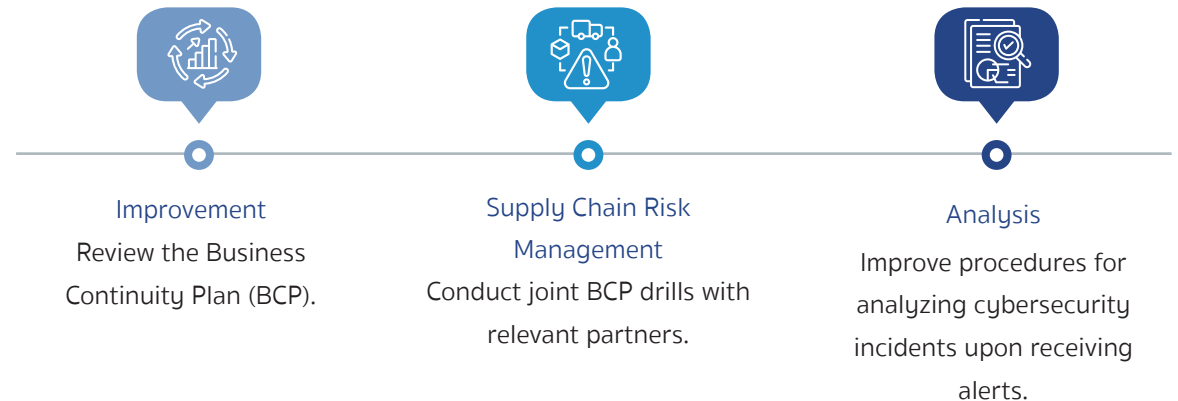 Improvement
Review the Business
Continuity Plan (BCP).
Supply Chain Risk
Management
Conduct joint BCP drills with
relevant partners.
Analysis
Improve procedures for
analyzing cybersecurity
incidents upon receiving
alerts.